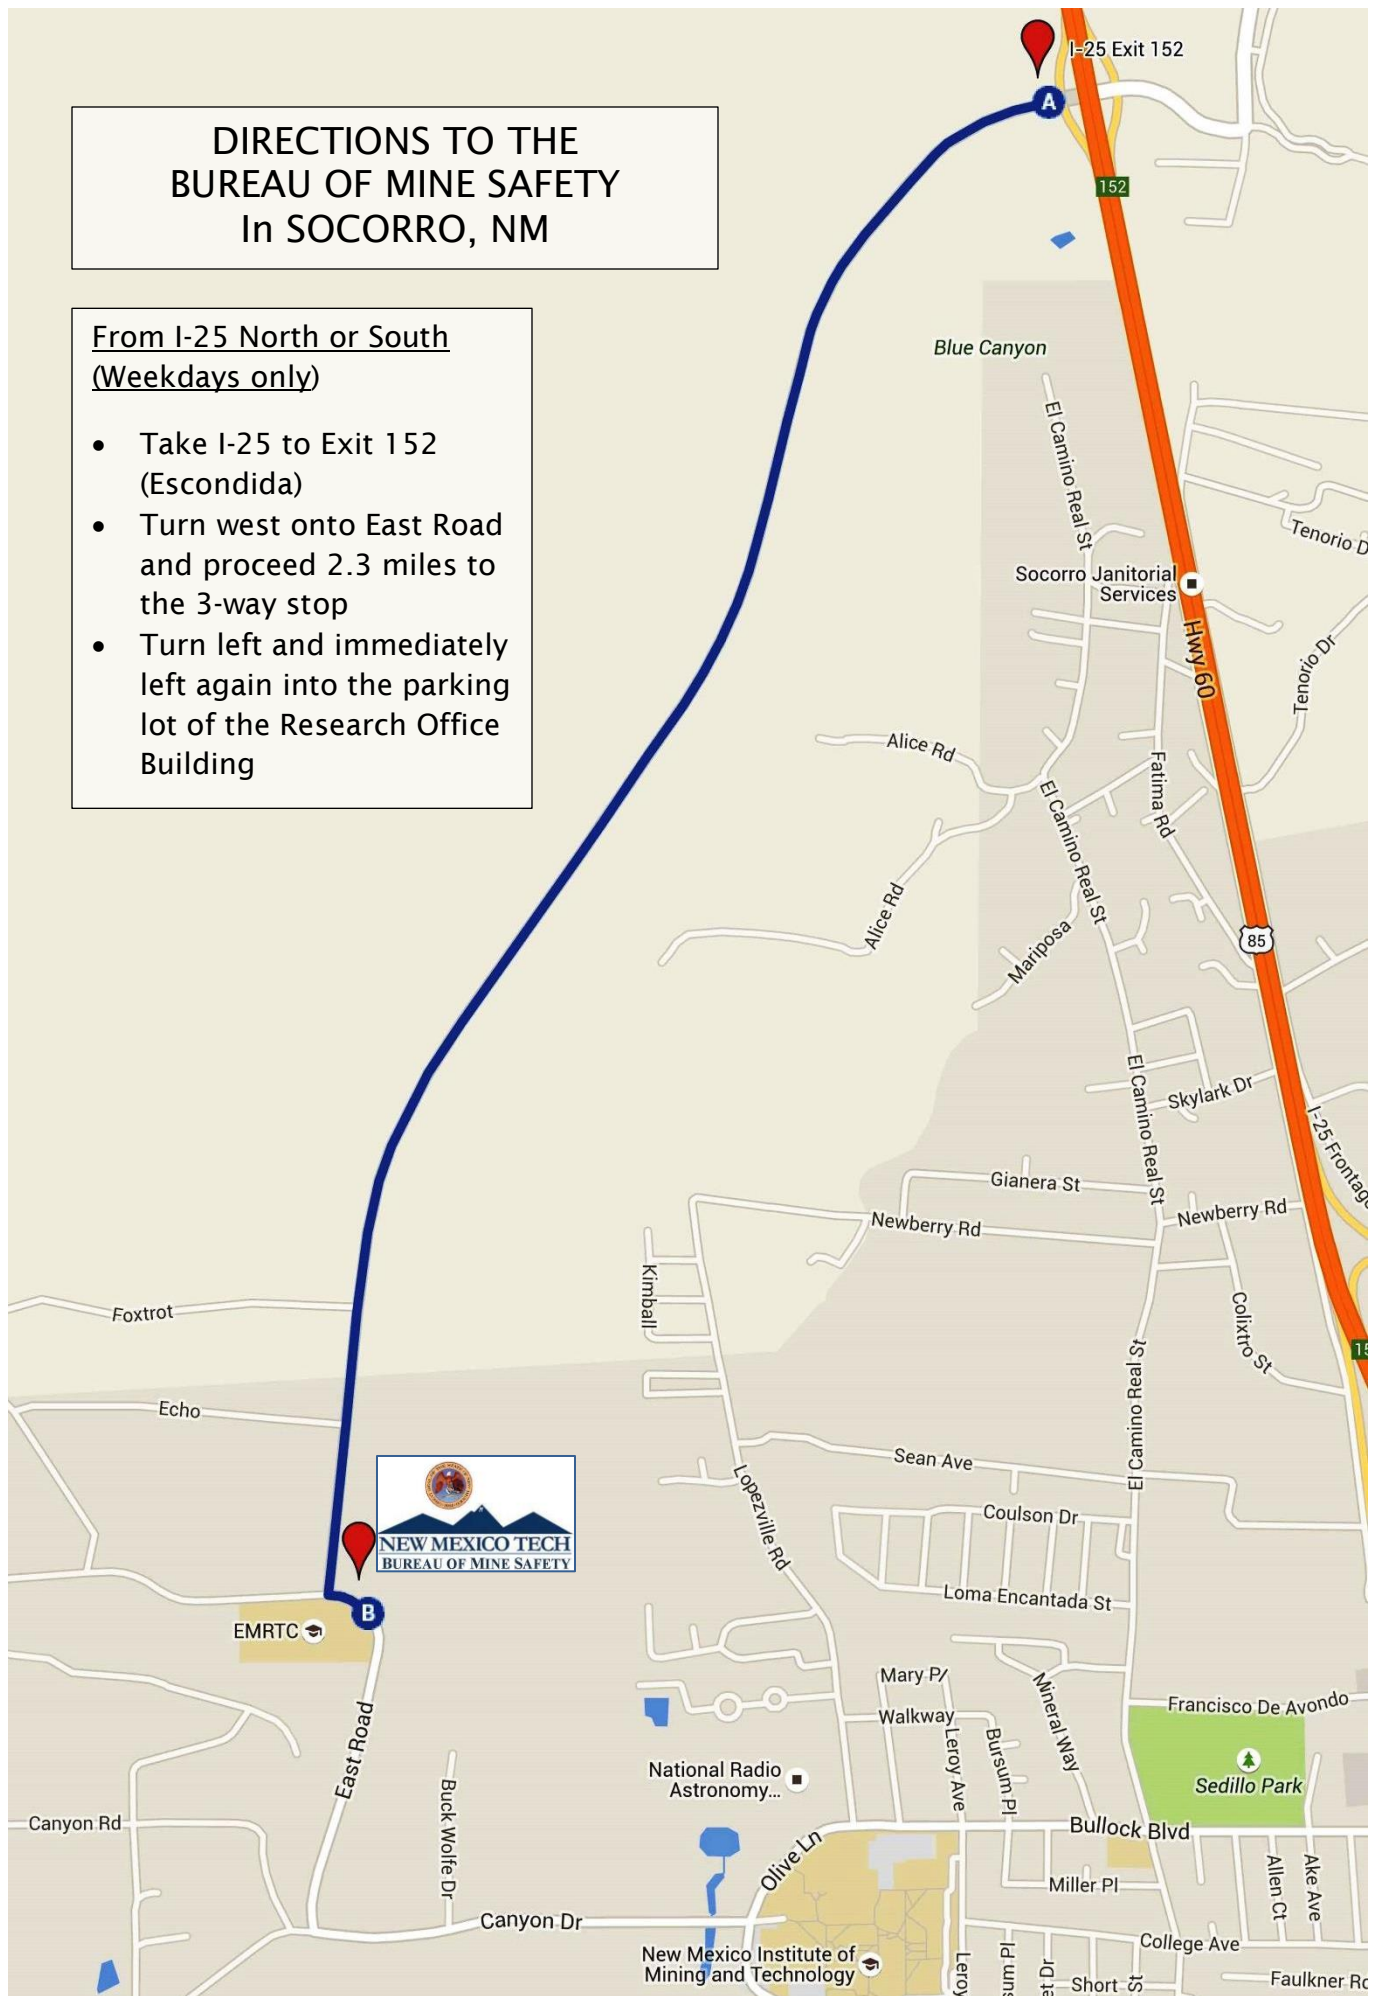 I-25 Exit 152
DIRECTIONS TO THE
BUREAU OF MINE SAFETY
In SOCORRO, NM
A
152
From I-25 North or South
(Weekdays only)
• Take I-25 to Exit 152
(Escondida)
• Turn west onto East Road
and proceed 2.3 miles to
the 3-way stop
• Turn left and immediately
left again into the parking
lot of the Research Office
Building
Blue Canyon
El Camino Real St
Tenorio D
Socorro Janitorial
Services
Hwy 60
Tenorio Dr
Alice Rd
Fatima Rd
El Camino Real St
Alice Rd
Mariposa
85
El Camino Real St
Skylark Dr
I-25 Frontag
Gianera St
Newberry Rd
Newberry Rd
Kimball
Foxtrot
Colixtro St
15
El Camino Real St
Echo
Sean Ave
Lopezville Rd
Coulson Dr
NEW MEXICO TECH
BUREAU OF MINE SAFETY
Loma Encantada St
B
EMRTC
Mary Pl
Mineral Way
Francisco De Avondo
Walkway
Leroy Ave
Bursum Pl
East Road
National Radio
Astronomy...
Sedillo Park
Buck Wolfe Dr
Canyon Rd
Bullock Blvd
Olive Ln
Miller Pl
Allen Ct
Ake Ave
Canyon Dr
College Ave
New Mexico Institute of
Mining and Technology
Leroy
sum Pl
et Dr
Short
St
Faulkner Rd